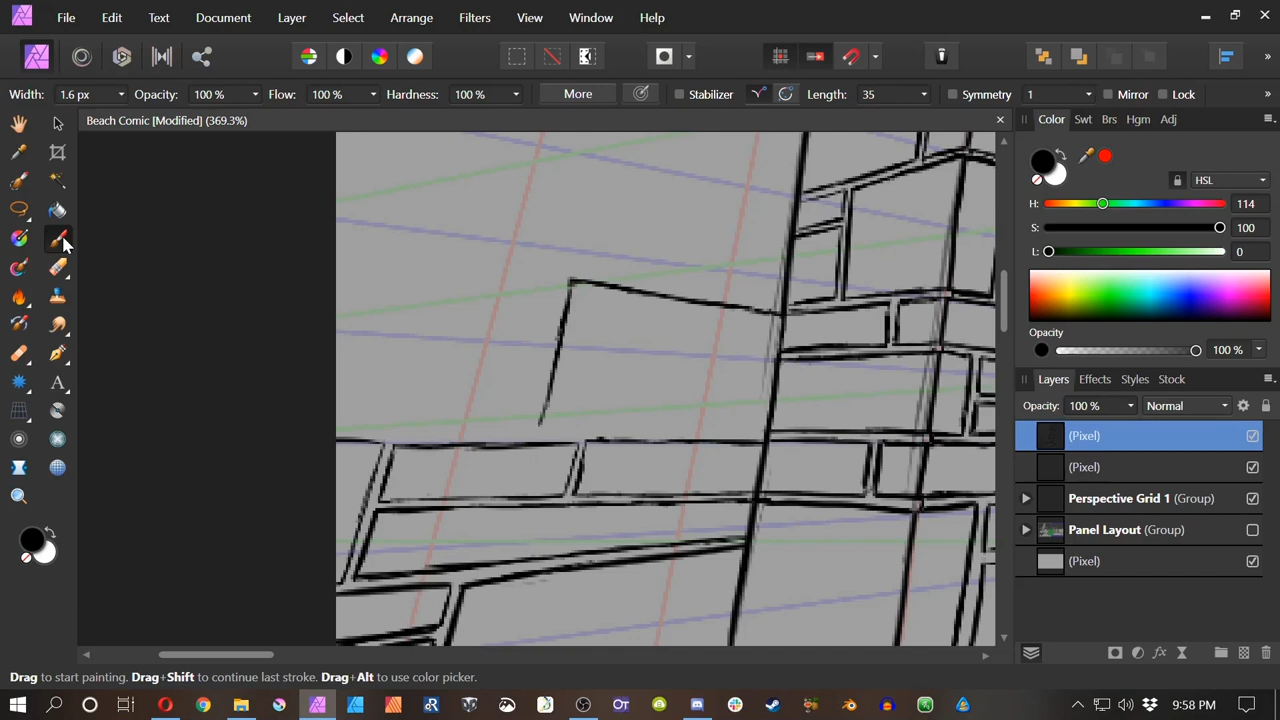 File Edit Text Document Layer Select Arrange Filters View Window Help
Width: 1.6 px Opacity: 100 % Flow: 100 % Hardness: 100 % More Stabilizer Length: 35 Symmetry 1 Mirror Lock
Beach Comic [Modified] (369.3%)
Color Swt Brs Hgm Adj
HSL
H: 114
S: 100
L: 0
Opacity
100 %
Layers Effects Styles Stock
Opacity: 100 % Normal
(Pixel)
(Pixel)
Perspective Grid 1 (Group)
Panel Layout (Group)
(Pixel)
Drag to start painting. Drag+Shift to continue last stroke. Drag+Alt to use color picker.
9:58 PM